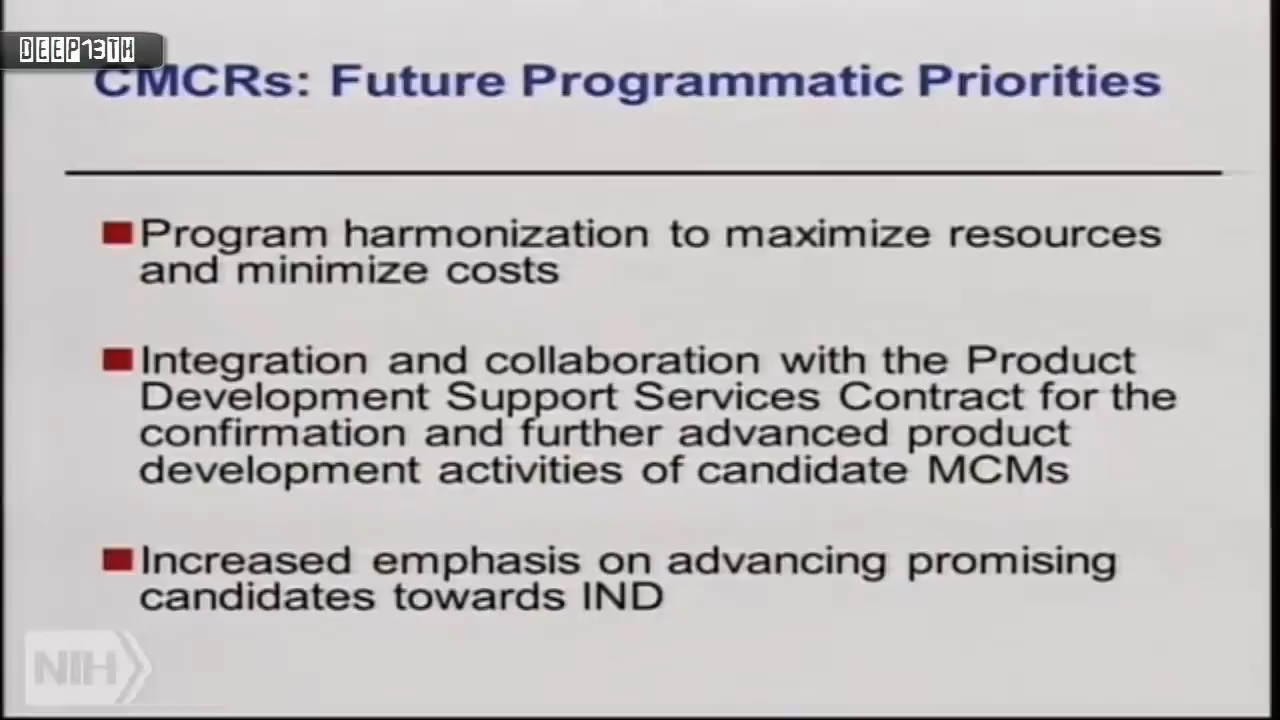 DEEP13TH
CMCRs: Future Programmatic Priorities
Program harmonization to maximize resources
and minimize costs
Integration and collaboration with the Product
Development Support Services Contract for the
confirmation and further advanced product
development activities of candidate MCMs
Increased emphasis on advancing promising
candidates towards IND
NIH